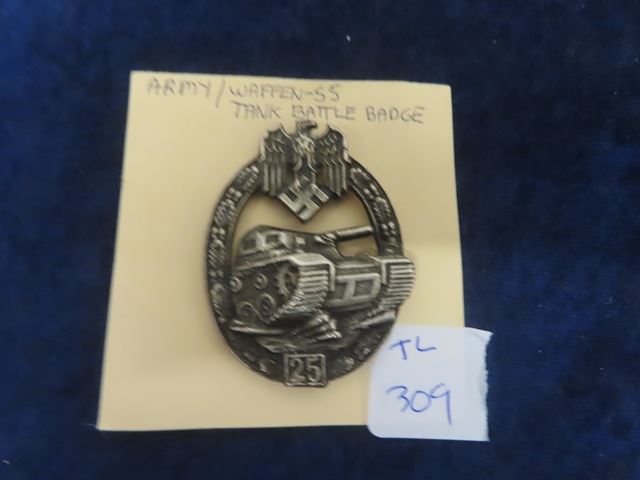 ARMY/WAFFEN-SS
TANK BATTLE BADGE
25
TL
309